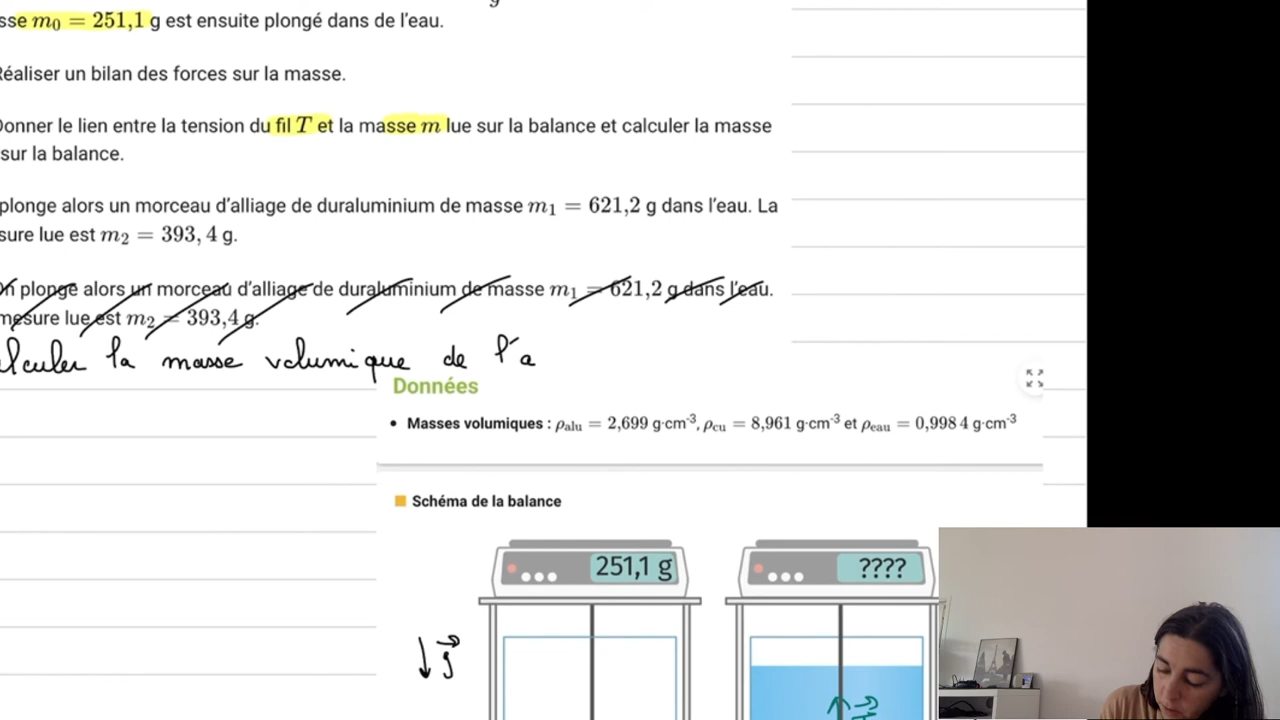 sse m₀ = 251,1 g est ensuite plongé dans de l'eau.
Réaliser un bilan des forces sur la masse.
Donner le lien entre la tension du fil T et la masse m lue sur la balance et calculer la masse
sur la balance.
plonge alors un morceau d'alliage de duraluminium de masse m₁ = 621,2 g dans l'eau. La
sure lue est m₂ = 393, 4 g.
On plonge alors un morceau d'alliage de duraluminium de masse m₁ = 621,2 g dans l'eau.
mesure lue est m₂ = 393,4 g.
lculer la masse volumique de l'a
Données
• Masses volumiques : ρalu = 2,699 g·cm⁻³, ρcu = 8,961 g·cm⁻³ et ρeau = 0,998 4 g·cm⁻³
Schéma de la balance
251,1 g ????
g